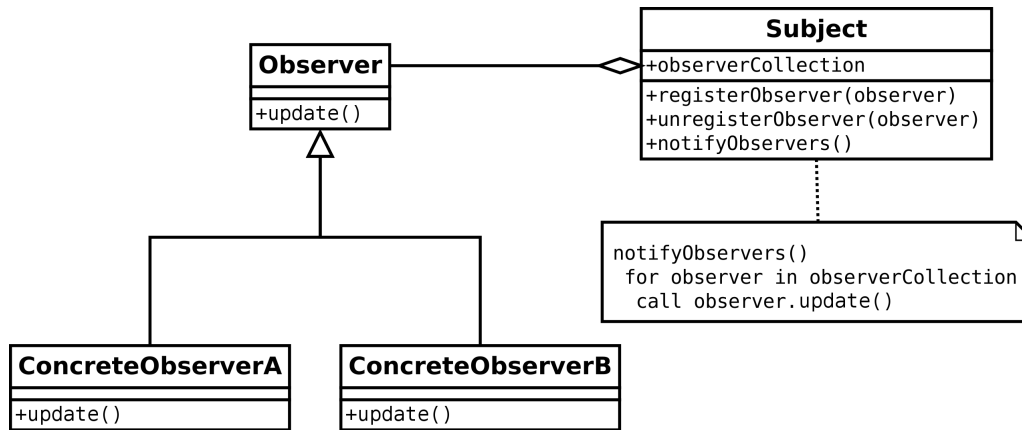 Observer
+update()
Subject
+observerCollection
+registerObserver(observer)
+unregisterObserver(observer)
+notifyObservers()
notifyObservers()
for observer in observerCollection
call observer.update()
ConcreteObserverA
+update()
ConcreteObserverB
+update()